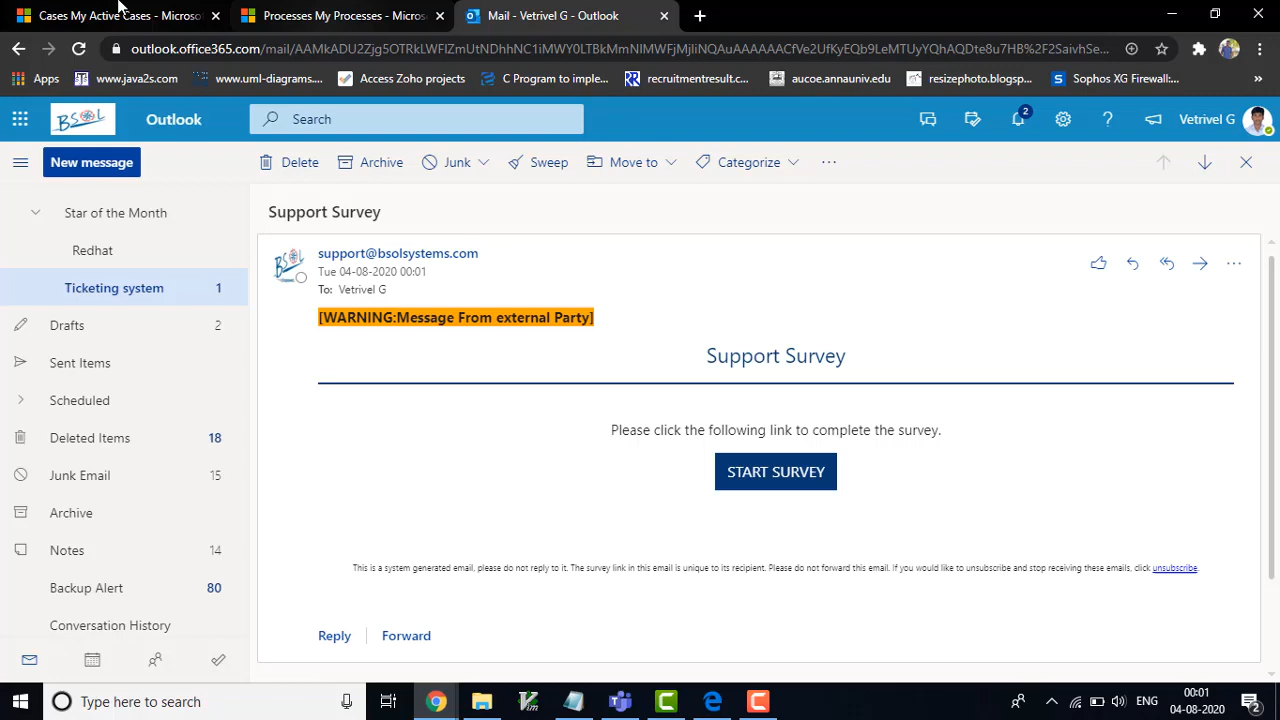 Cases My Active Cases - Microso
Processes My Processes - Micros
Mail - Vetrivel G - Outlook
outlook.office365.com/mail/AAMkADU2Zjg5OTRkLWFlZmUtNDhhNC1iMWY0LTBkMmNlMWFjMjliNQAuAAAAAACfVe2UfKyEQb9LeMTUyYQhAQDte8u7HB%2F2SaivhSe...
Apps
www.java2s.com
www.uml-diagrams....
Access Zoho projects
C Program to imple...
recruitmentresult.c...
aucoe.annauniv.edu
resizephoto.blogsp...
Sophos XG Firewall:...
BSOL
Outlook
Search
2
Vetrivel G
New message
Delete
Archive
Junk
Sweep
Move to
Categorize
Star of the Month
Redhat
Ticketing system 1
Drafts 2
Sent Items
Scheduled
Deleted Items 18
Junk Email 15
Archive
Notes 14
Backup Alert 80
Conversation History
Support Survey
BSOL
support@bsolsystems.com
Tue 04-08-2020 00:01
To: Vetrivel G
[WARNING:Message From external Party]
Support Survey
Please click the following link to complete the survey.
START SURVEY
This is a system generated email, please do not reply to it. The survey link in this email is unique to its recipient. Please do not forward this email. If you would like to unsubscribe and stop receiving these emails, click unsubscribe.
Reply
Forward
Type here to search
ENG
00:01
04-08-2020
2